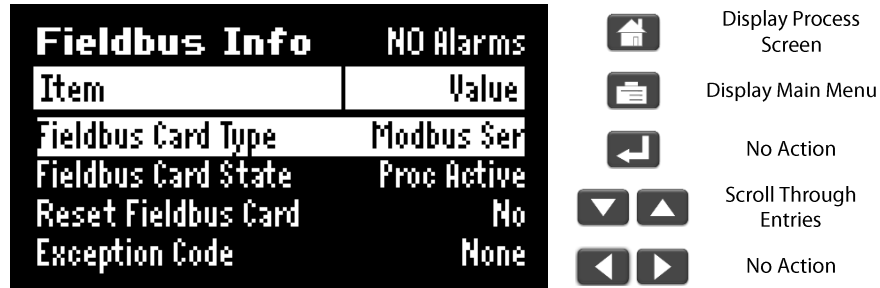 Fieldbus Info NO Alarms
Item Value
Fieldbus Card Type Modbus Ser
Fieldbus Card State Proc Active
Reset Fieldbus Card No
Exception Code None
Display Process
Screen
Display Main Menu
No Action
Scroll Through
Entries
No Action